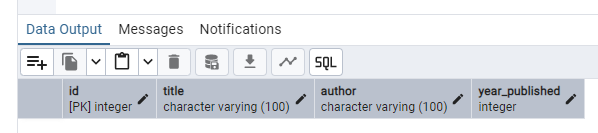 Data Output Messages Notifications
SQL
id title author year_published
[PK] integer character varying (100) character varying (100) integer